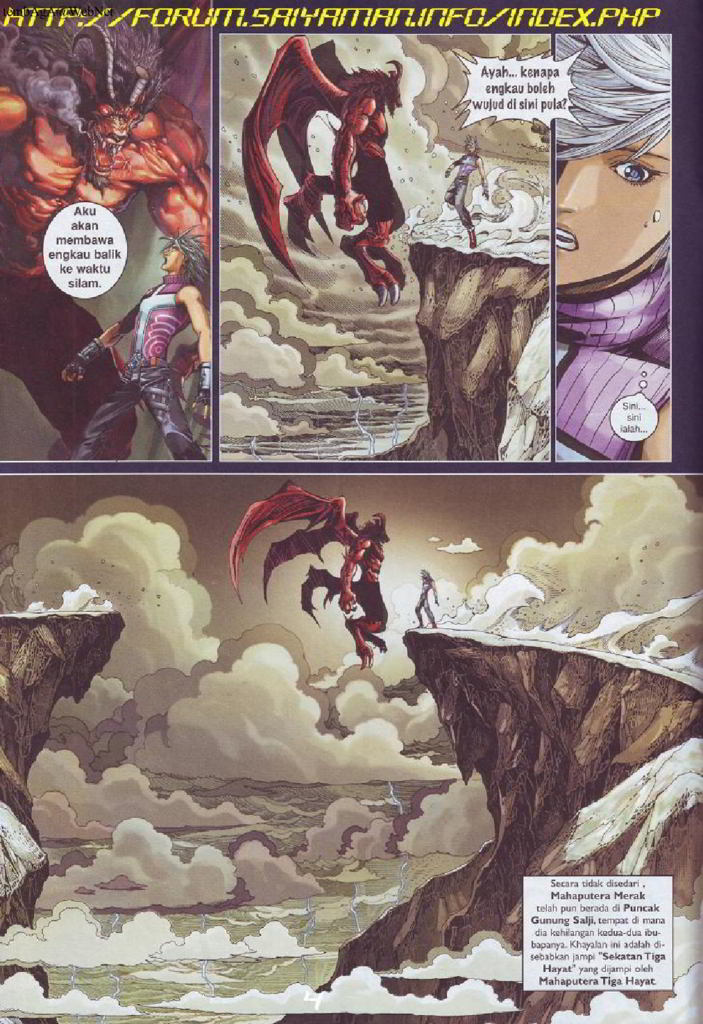 HTTP://FORUM.SAIYAMAN.INFO/INDEX.PHP
Ayah... kenapa
engkau boleh
wujud di sini pula?
Aku
akan
membawa
engkau balik
ke waktu
silam.
Sini...
sini
ialah...
Secara tidak disedari ,
Mahaputera Merak
telah pun berada di Puncak
Gunung Salji, tempat di mana
dia kehilangan kedua-dua ibu-
bapanya. Khayalan ini adalah di-
sebabkan jampi "Sekatan Tiga
Hayat" yang dijampi oleh
Mahaputera Tiga Hayat.
4